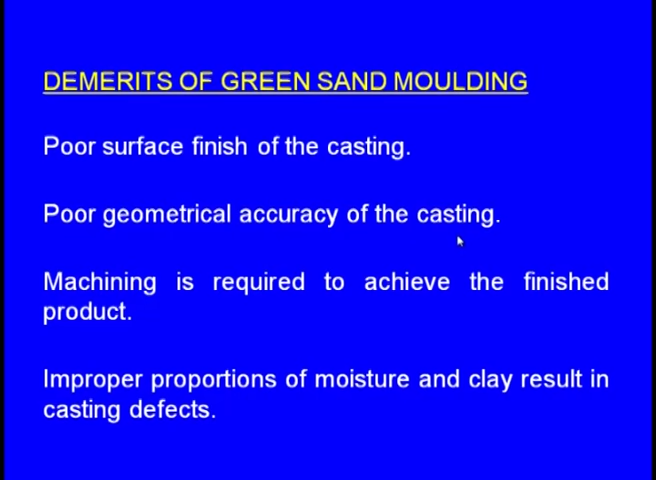 DEMERITS OF GREEN SAND MOULDING
Poor surface finish of the casting.
Poor geometrical accuracy of the casting.
Machining is required to achieve the finished
product.
Improper proportions of moisture and clay result in
casting defects.